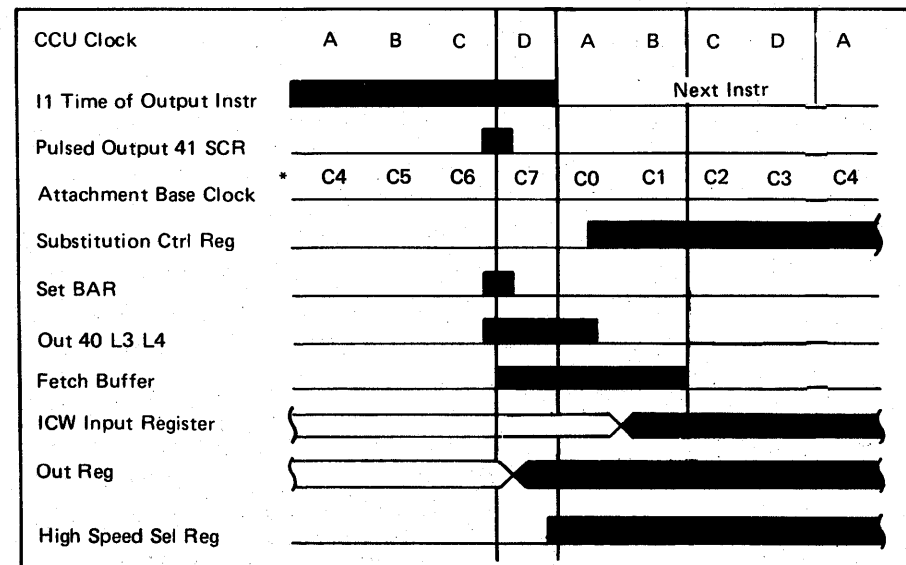 CCU Clock A B C D A B C D A
I1 Time of Output Instr Next Instr
Pulsed Output 41 SCR
Attachment Base Clock * C4 C5 C6 C7 C0 C1 C2 C3 C4
Substitution Ctrl Reg
Set BAR
Out 40 L3 L4
Fetch Buffer
ICW Input Register
Out Reg
High Speed Sel Reg